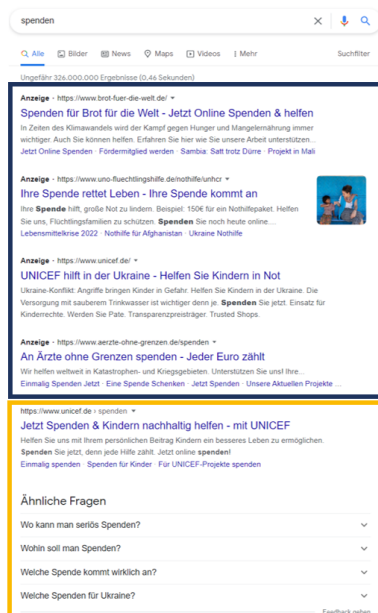 spenden
Alle Bilder News Maps Videos Mehr Suchfilter
Ungefähr 326.000.000 Ergebnisse (0,46 Sekunden)
Anzeige · https://www.brot-fuer-die-welt.de/
Spenden für Brot für die Welt - Jetzt Online Spenden & helfen
In Zeiten des Klimawandels wird der Kampf gegen Hunger und Mangelernährung immer
wichtiger. Auch Sie können helfen. Erfahren Sie hier wie Sie unsere Arbeit unterstützen...
Jetzt Online Spenden · Fördermitglied werden · Sambia: Satt trotz Dürre · Projekt in Mali
Anzeige · https://www.uno-fluechtlingshilfe.de/nothilfe/unhcr
Ihre Spende rettet Leben - Ihre Spende kommt an
Ihre Spende hilft, große Not zu lindern. Beispiel: 150€ für ein Nothilfepaket. Helfen
Sie uns, Flüchtlingsfamilien zu schützen. Spenden Sie noch heute online....
Lebensmittelkrise 2022 · Nothilfe für Afghanistan · Ukraine Nothilfe
Anzeige · https://www.unicef.de/
UNICEF hilft in der Ukraine - Helfen Sie Kindern in Not
Ukraine-Konflikt: Angriffe bringen Kinder in Gefahr. Helfen Sie Kindern in der Ukraine. Die
Versorgung mit sauberem Trinkwasser ist wichtiger denn je. Spenden Sie jetzt. Einsatz für
Kinderrechte. Werden Sie Pate. Transparenzpreisträger. Trusted Shops.
Anzeige · https://www.aerzte-ohne-grenzen.de/spenden
An Ärzte ohne Grenzen spenden - Jeder Euro zählt
Wir helfen weltweit in Katastrophen- und Kriegsgebieten. Unterstützen Sie uns! Ihre...
Einmalig Spenden Jetzt · Eine Spende Schenken · Jetzt Spenden · Unsere Aktuellen Projekte ...
https://www.unicef.de › spenden
Jetzt Spenden & Kindern nachhaltig helfen - mit UNICEF
Helfen Sie uns mit Ihrem persönlichen Beitrag Kindern ein besseres Leben zu ermöglichen.
Spenden Sie jetzt, denn jede Hilfe zählt. Jetzt online spenden!
Einmalig spenden · Spenden für Kinder · Für UNICEF-Projekte spenden
Ähnliche Fragen
Wo kann man seriös Spenden?
Wohin soll man Spenden?
Welche Spende kommt wirklich an?
Welche Spenden für Ukraine?
Feedback geben